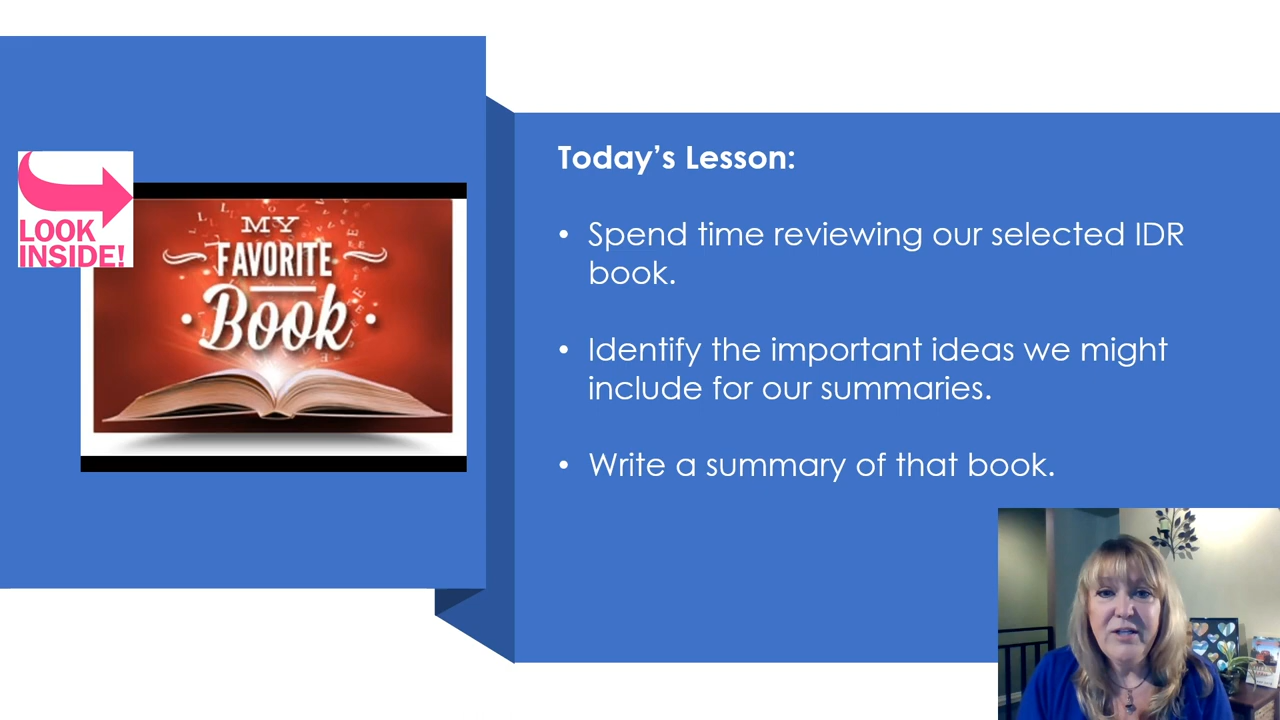 LOOK
INSIDE!
MY
FAVORITE
Book
Today’s Lesson:
• Spend time reviewing our selected IDR
book.
• Identify the important ideas we might
include for our summaries.
• Write a summary of that book.